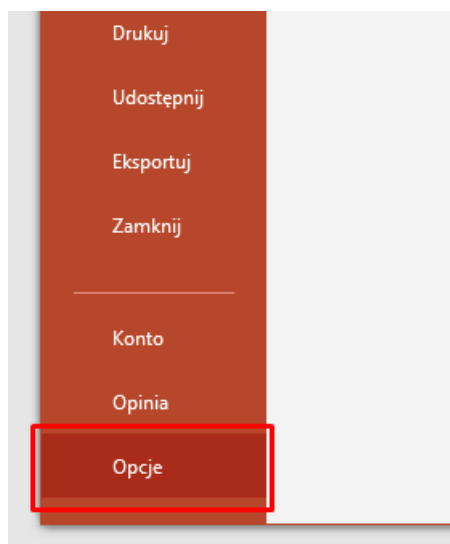 Drukuj
Udostępnij
Eksportuj
Zamknij
Konto
Opinia
Opcje